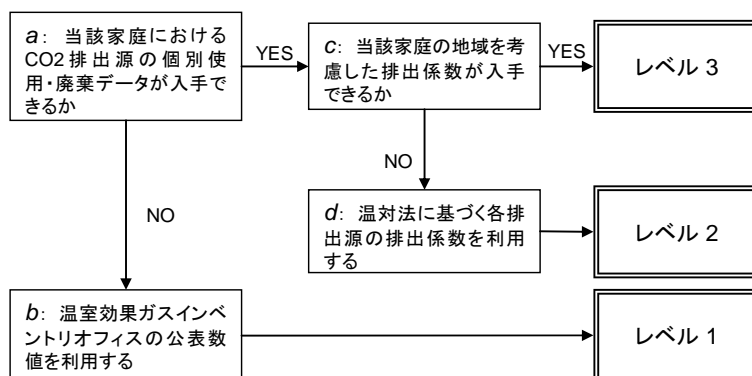 a: 当該家庭における
CO2排出源の個別使
用・廃棄データが入手で
きるか
YES
c: 当該家庭の地域を考
慮した排出係数が入手
できるか
YES
レベル 3
NO
NO
d: 温対法に基づく各排
出源の排出係数を利用
する
レベル 2
b: 温室効果ガスインベ
ントリオフィスの公表数
値を利用する
レベル 1